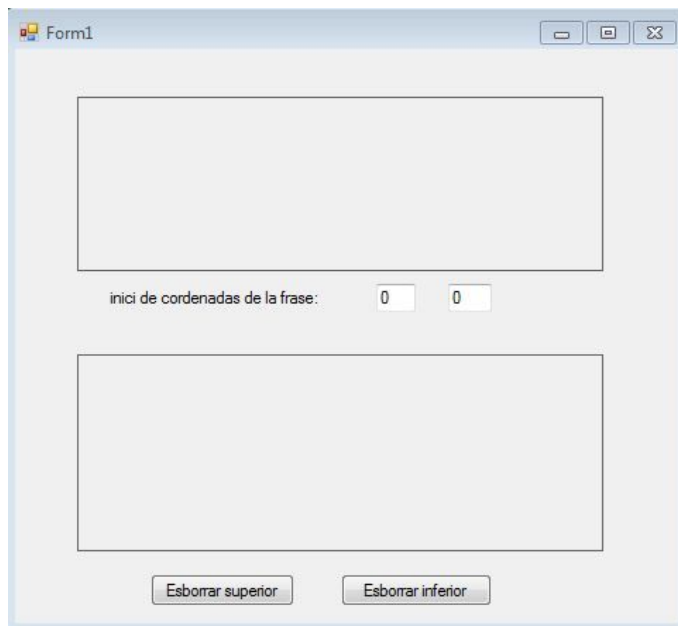 Form1
inici de cordenadas de la frase: 0 0
Esborrar superior Esborrar inferior